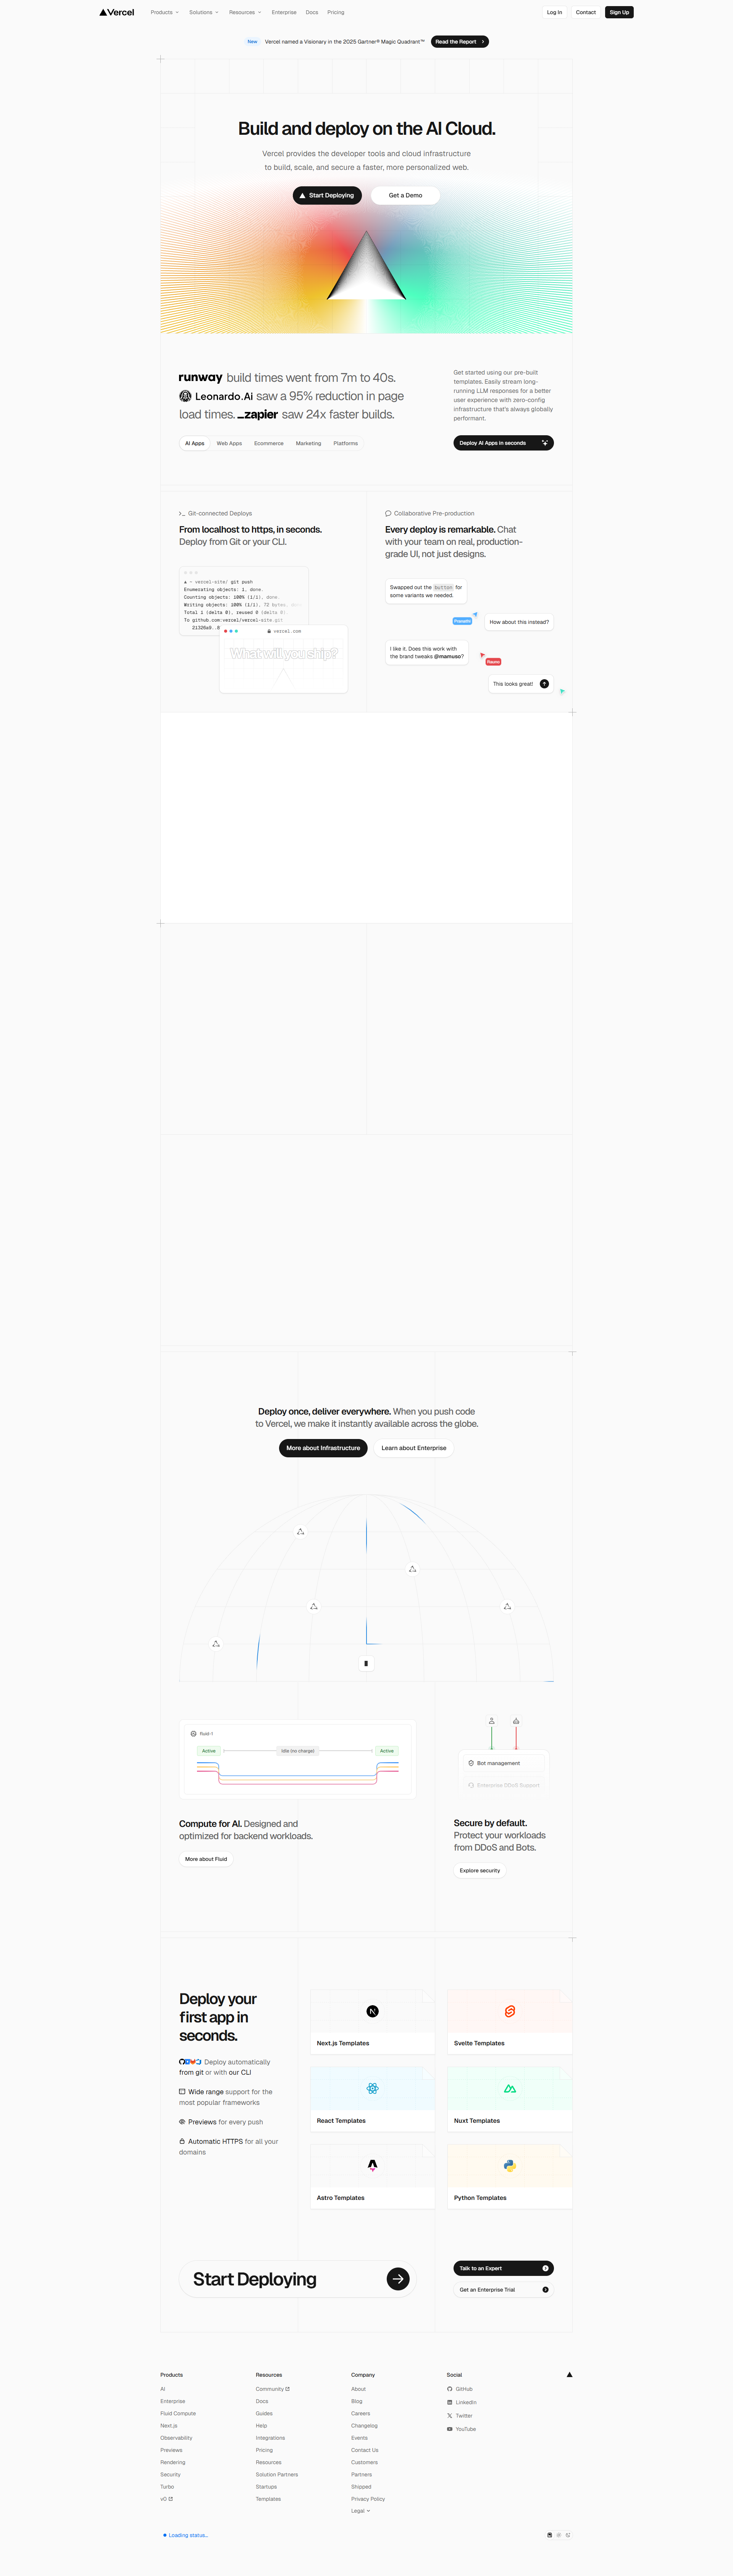 Vercel
Products Solutions Resources Enterprise Docs Pricing
Log In Contact Sign Up
New Vercel named a Visionary in the 2025 Gartner® Magic Quadrant™ Read the Report
Build and deploy on the AI Cloud.
Vercel provides the developer tools and cloud infrastructure
to build, scale, and secure a faster, more personalized web.
Start Deploying Get a Demo
runway build times went from 7m to 40s.
Leonardo.Ai saw a 95% reduction in page
load times. zapier saw 24x faster builds.
Get started using our pre-built
templates. Easily stream long-
running LLM responses for a better
user experience with zero-config
infrastructure that's always globally
performant.
AI Apps Web Apps Ecommerce Marketing Platforms
Deploy AI Apps in seconds
Git-connected Deploys
From localhost to https, in seconds.
Deploy from Git or your CLI.
▲ ~ vercel-site/ git push
Enumerating objects: 1, done.
Counting objects: 100% (1/1), done.
Writing objects: 100% (1/1), 72 bytes, done
Total 1 (delta 0), reused 0 (delta 0)
To github.com:vercel/vercel-site.git
vercel.com
What will you ship?
Collaborative Pre-production
Every deploy is remarkable. Chat
with your team on real, production-
grade UI, not just designs.
Swapped out the button for
some variants we needed.
How about this instead?
I like it. Does this work with
the brand tweaks @mamuso?
Rauno
This looks great!
Deploy once, deliver everywhere. When you push code
to Vercel, we make it instantly available across the globe.
More about Infrastructure Learn about Enterprise
fluid-1
Active Idle (no charge) Active
Compute for AI. Designed and
optimized for backend workloads.
More about Fluid
Bot management
Enterprise DDoS Support
Secure by default.
Protect your workloads
from DDoS and Bots.
Explore security
Deploy your
first app in
seconds.
Deploy automatically
from git or with our CLI
Wide range support for the
most popular frameworks
Previews for every push
Automatic HTTPS for all your
domains
Next.js Templates
Svelte Templates
React Templates
Nuxt Templates
Astro Templates
Python Templates
Start Deploying
Talk to an Expert
Get an Enterprise Trial
Products
AI
Enterprise
Fluid Compute
Next.js
Observability
Previews
Rendering
Security
Turbo
v0
Resources
Community
Docs
Guides
Help
Integrations
Pricing
Resources
Solution Partners
Startups
Templates
Company
About
Blog
Careers
Changelog
Events
Contact Us
Customers
Partners
Shipped
Privacy Policy
Legal
Social
GitHub
LinkedIn
Twitter
YouTube
Loading status...